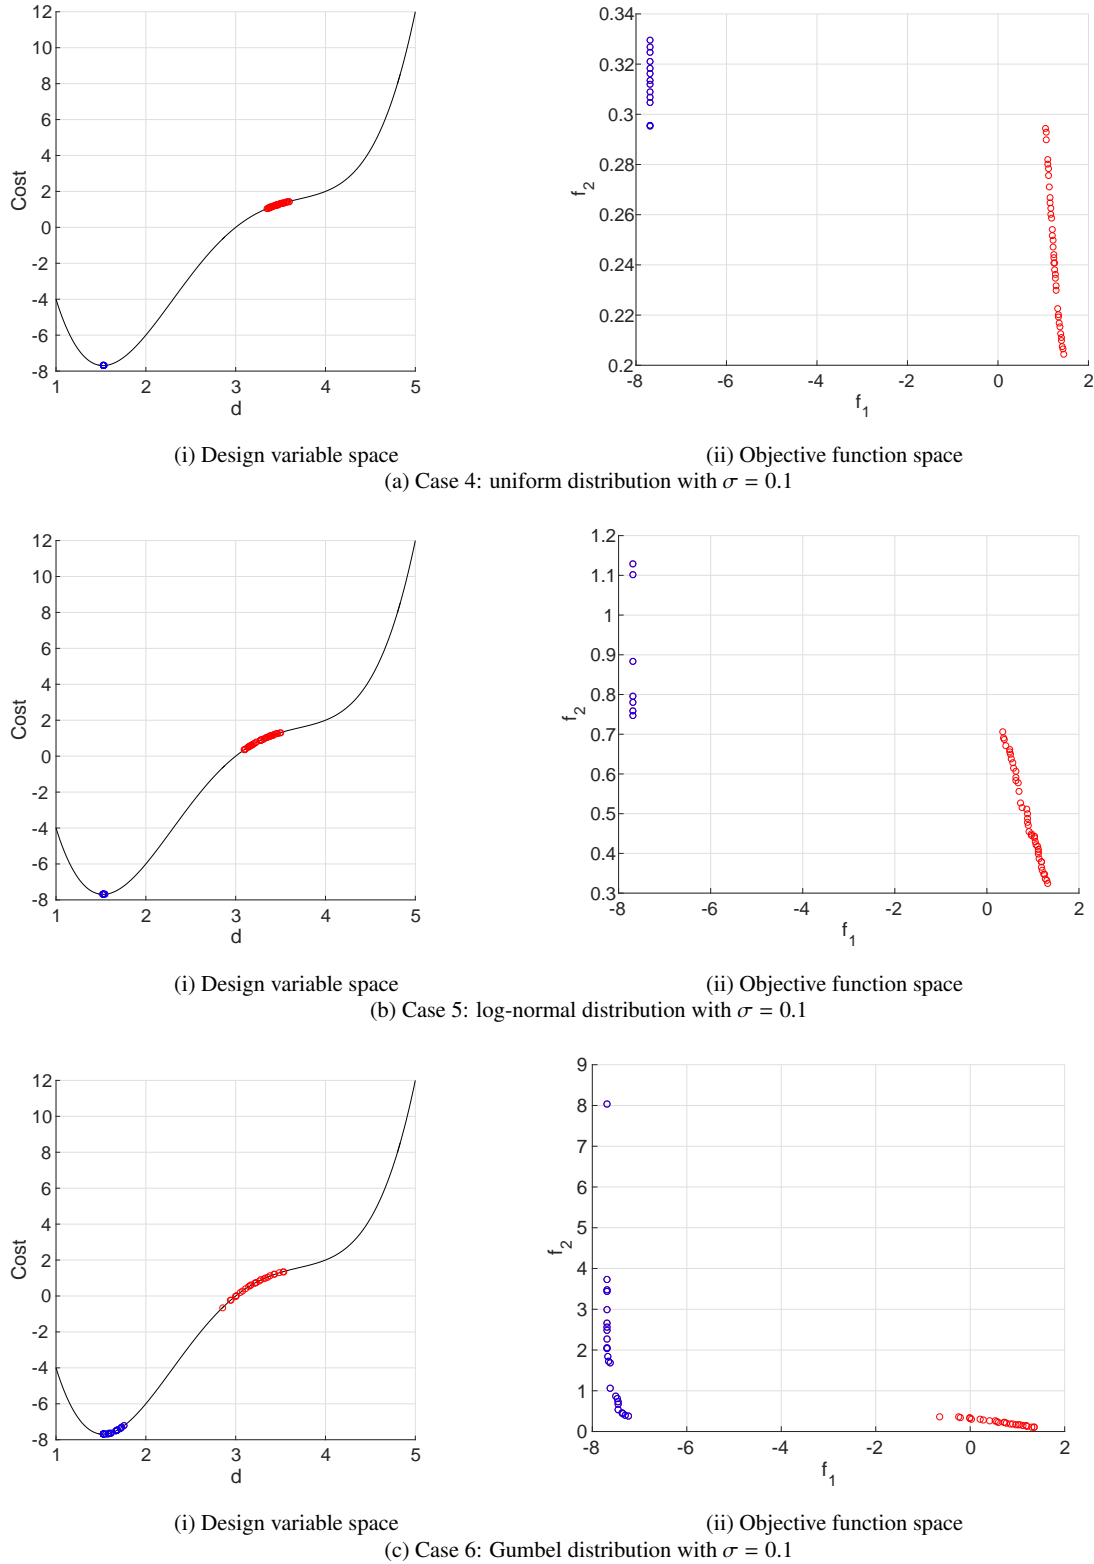 12
10
8
6
4
2
0
-2
-4
-6
-8
Cost
1 2 3 4 5
d
0.34
0.32
0.3
0.28
0.26
0.24
0.22
0.2
f2
-8 -6 -4 -2 0 2
f1
(i) Design variable space
(ii) Objective function space
(a) Case 4: uniform distribution with σ = 0.1
12
10
8
6
4
2
0
-2
-4
-6
-8
Cost
1 2 3 4 5
d
1.2
1.1
1
0.9
0.8
0.7
0.6
0.5
0.4
0.3
f2
-8 -6 -4 -2 0 2
f1
(i) Design variable space
(ii) Objective function space
(b) Case 5: log-normal distribution with σ = 0.1
12
10
8
6
4
2
0
-2
-4
-6
-8
Cost
1 2 3 4 5
d
9
8
7
6
5
4
3
2
1
0
f2
-8 -6 -4 -2 0 2
f1
(i) Design variable space
(ii) Objective function space
(c) Case 6: Gumbel distribution with σ = 0.1